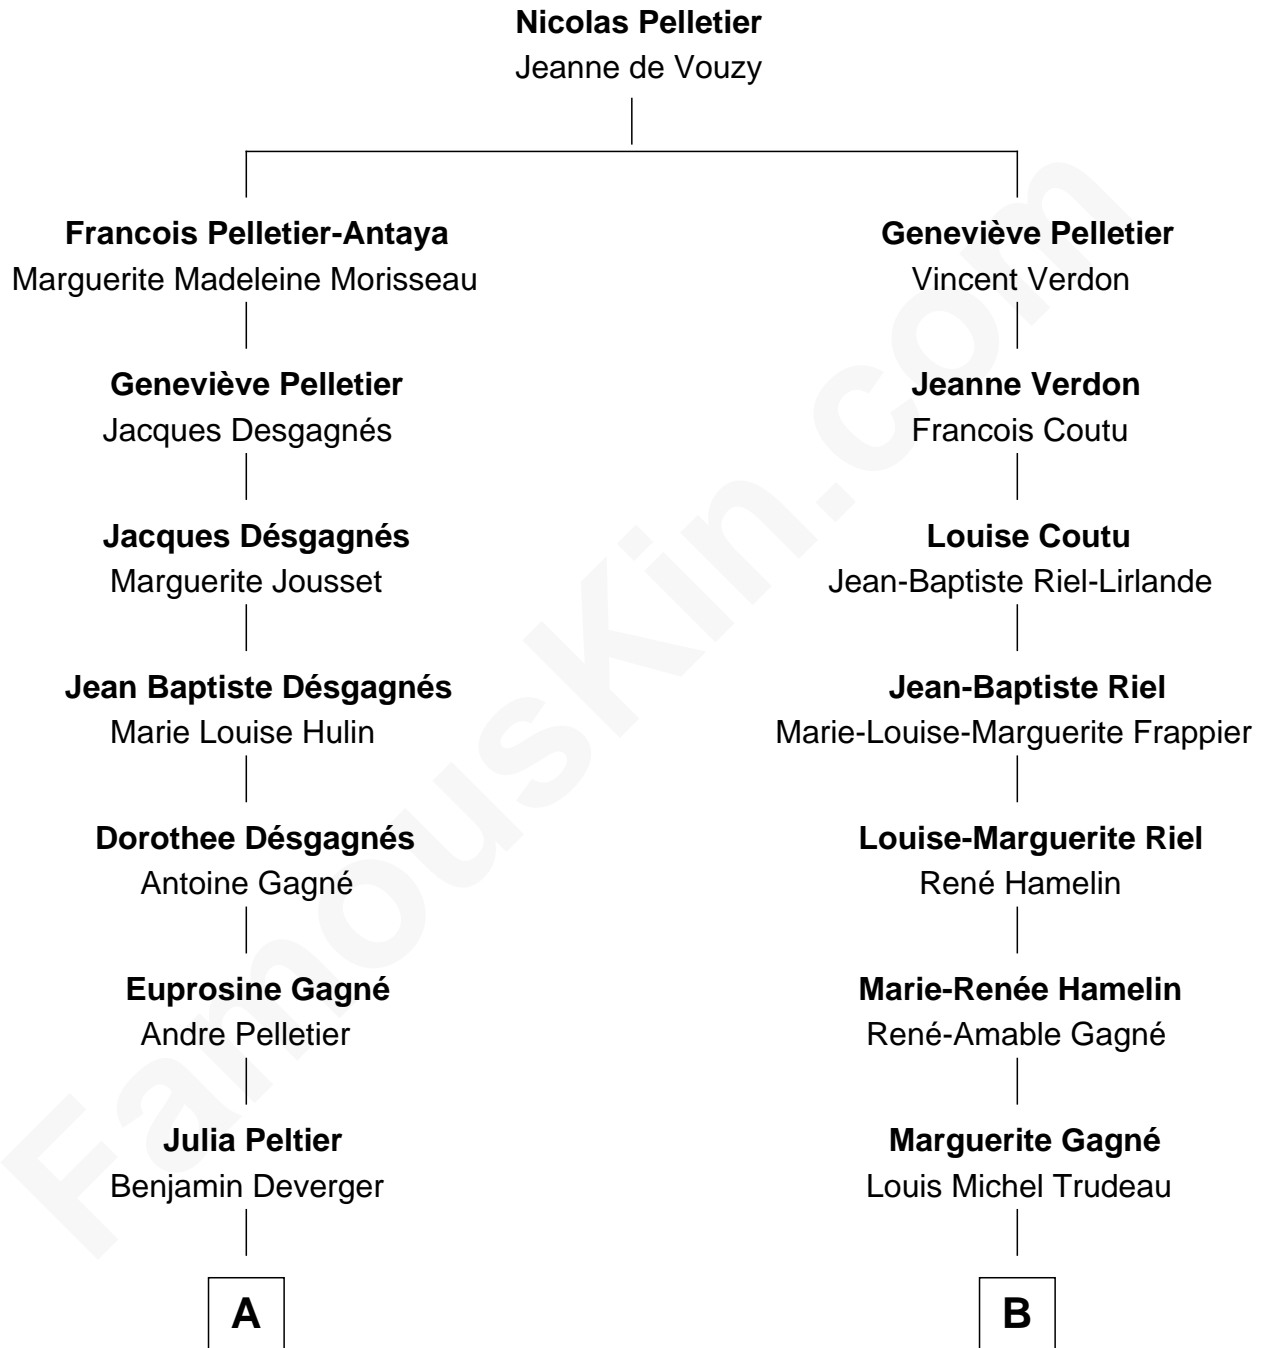 Nicolas Pelletier
Jeanne de Vouzy
Francois Pelletier-Antaya
Marguerite Madeleine Morisseau
Geneviève Pelletier
Jacques Desgagnés
Jacques Désgagnés
Marguerite Jousset
Jean Baptiste Désgagnés
Marie Louise Hulin
Dorothee Désgagnés
Antoine Gagné
Euprosine Gagné
Andre Pelletier
Julia Peltier
Benjamin Deverger
A
Geneviève Pelletier
Vincent Verdon
Jeanne Verdon
Francois Coutu
Louise Coutu
Jean-Baptiste Riel-Lirlande
Jean-Baptiste Riel
Marie-Louise-Marguerite Frappier
Louise-Marguerite Riel
René Hamelin
Marie-Renée Hamelin
René-Amable Gagné
Marguerite Gagné
Louis Michel Trudeau
B
FamousKin.com